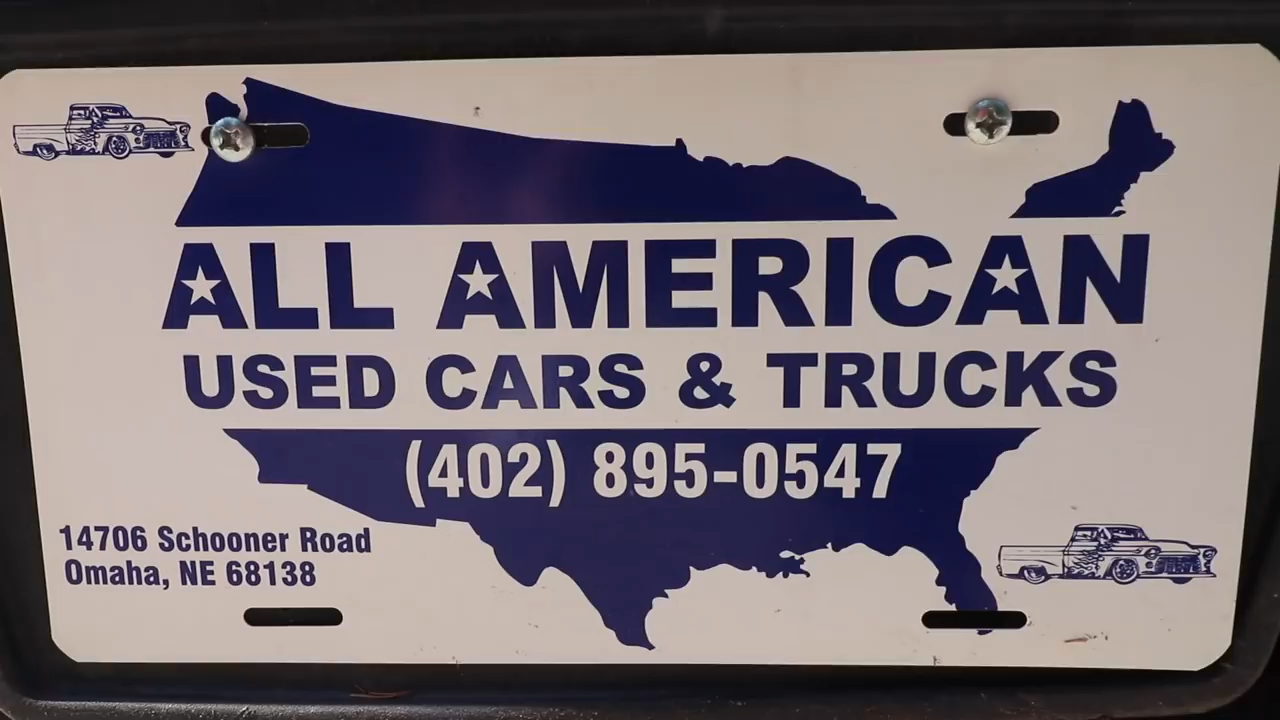 ALL AMERICAN
USED CARS & TRUCKS
(402) 895-0547
14706 Schooner Road
Omaha, NE 68138